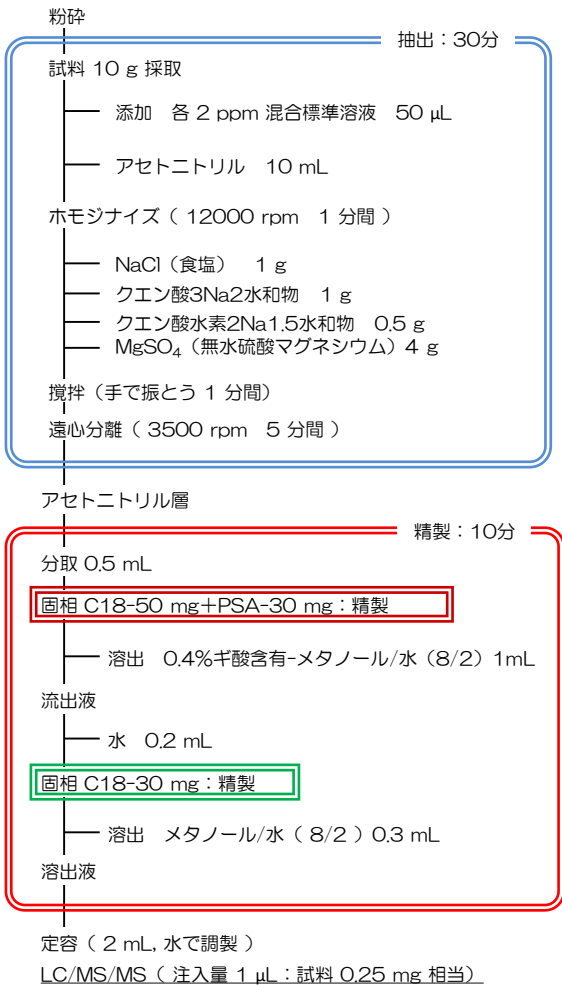 粉砕
抽出：30分
試料 10 g 採取
添加　各 2 ppm 混合標準溶液　50 μL
アセトニトリル　10 mL
ホモジナイズ（ 12000 rpm　1 分間 ）
NaCl（食塩）　1 g
クエン酸3Na2水和物　1 g
クエン酸水素2Na1.5水和物　0.5 g
MgSO₄（無水硫酸マグネシウム）4 g
撹拌（手で振とう 1 分間）
遠心分離（ 3500 rpm　5 分間 ）
アセトニトリル層
精製：10分
分取 0.5 mL
固相 C18-50 mg＋PSA-30 mg：精製
溶出　0.4%ギ酸含有-メタノール/水（8/2）1mL
流出液
水　0.2 mL
固相 C18-30 mg：精製
溶出　メタノール/水（ 8/2 ）0.3 mL
溶出液
定容（ 2 mL, 水で調製 ）
LC/MS/MS（ 注入量 1 μL：試料 0.25 mg 相当）